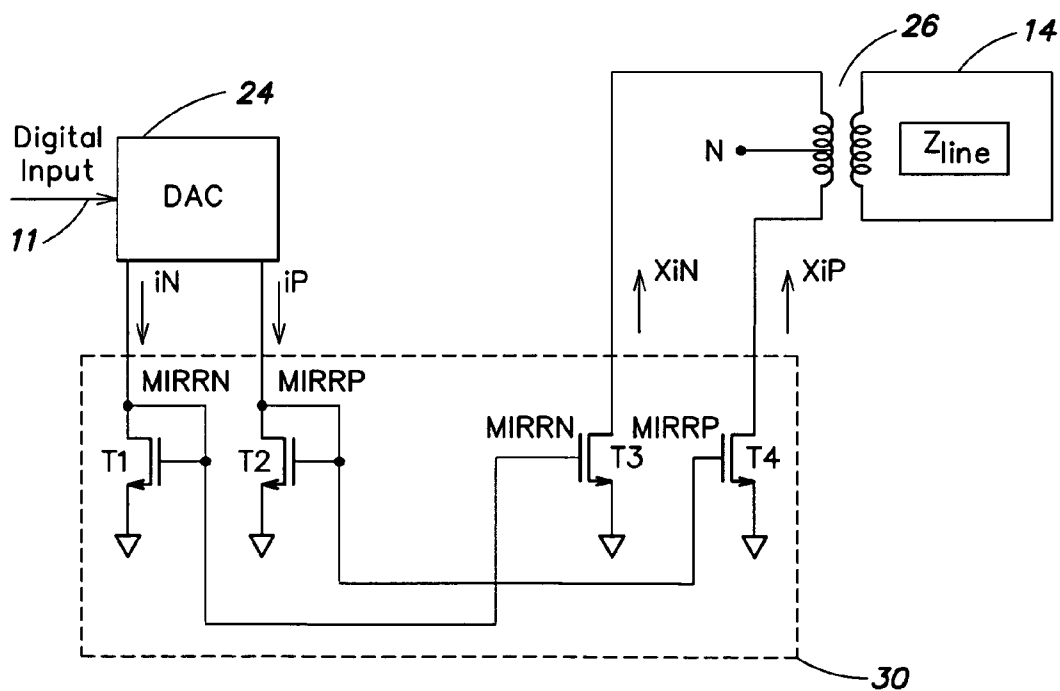 26
14
24
Digital
Input
DAC
N
Zline
11
iN
iP
XiN
XiP
MIRRN
MIRRP
MIRRN
MIRRP
T1
T2
T3
T4
30